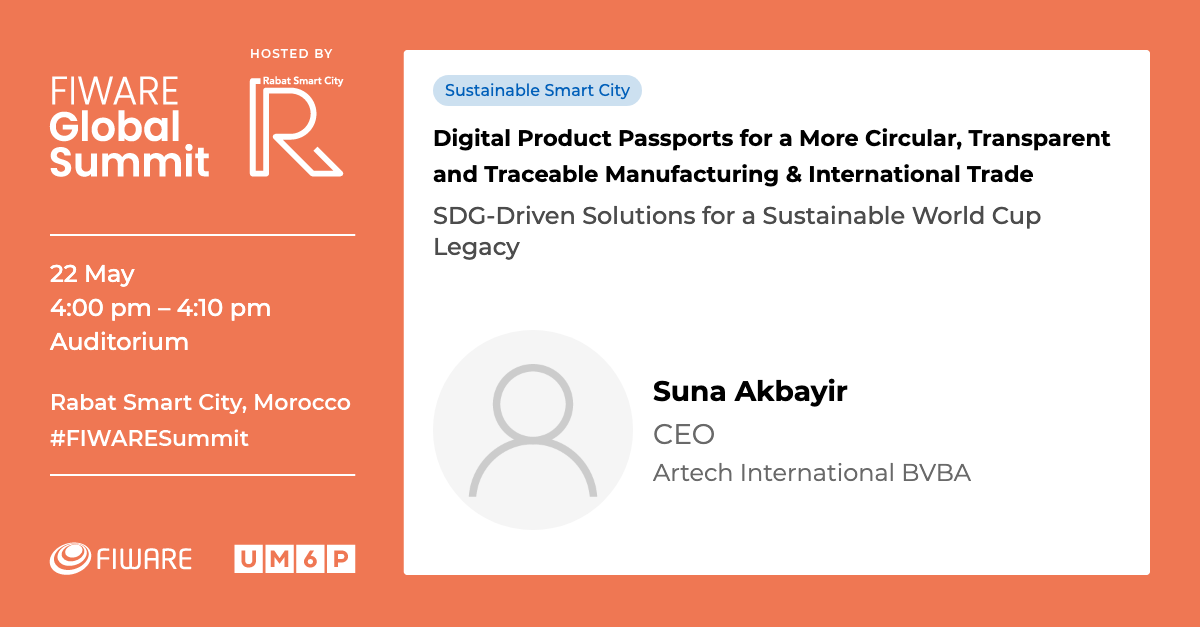 FIWARE
Global
Summit
HOSTED BY
Rabat Smart City
R
22 May
4:00 pm – 4:10 pm
Auditorium
Rabat Smart City, Morocco
#FIWARESummit
FIWARE
UM6P
Sustainable Smart City
Digital Product Passports for a More Circular, Transparent
and Traceable Manufacturing & International Trade
SDG-Driven Solutions for a Sustainable World Cup
Legacy
Suna Akbayir
CEO
Artech International BVBA